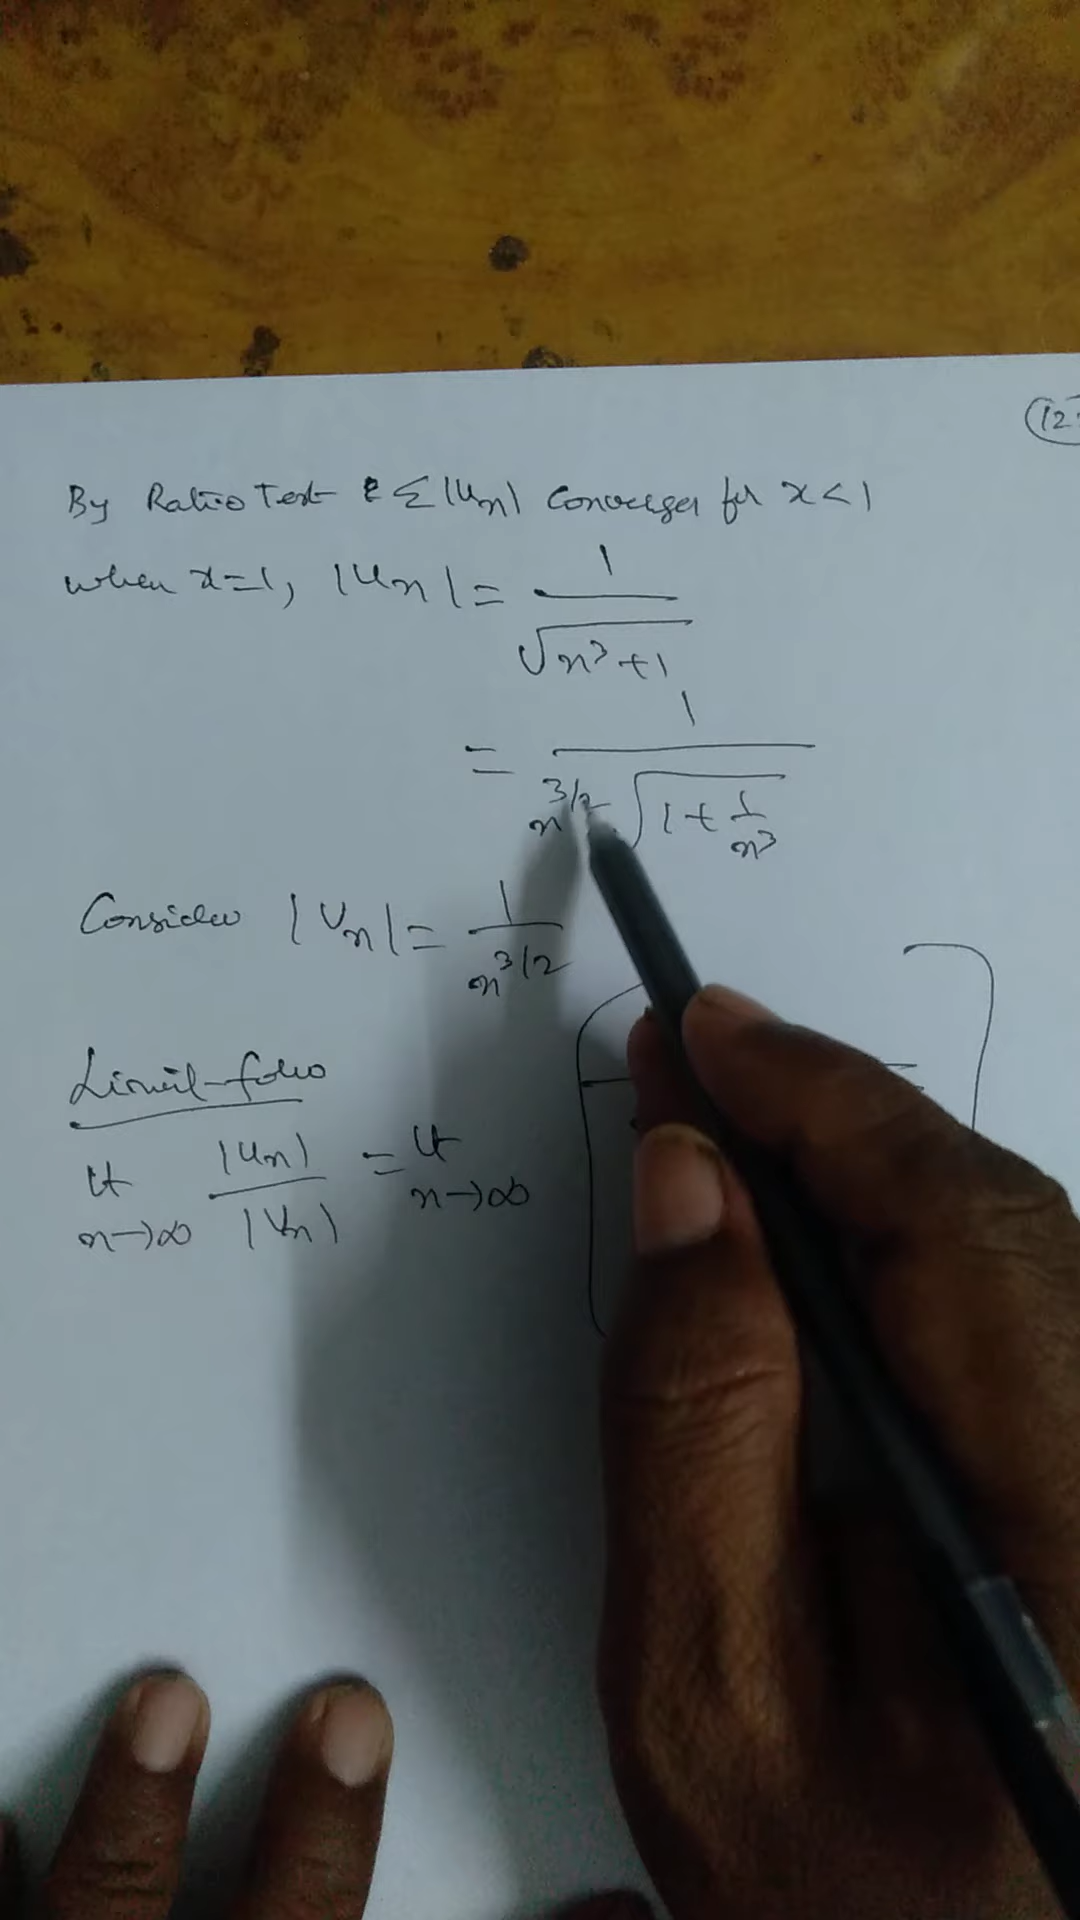 (12
By Ratio Test Σ|Un| Converges for x<1
when x=1, |Un| = 1/√(n³+1)
= 1/(n^3/2 . √(1+1/n³))
Consider |Vn| = 1/n^3/2
Limit form
Lt n→∞ |Un|/|Vn| = Lt n→∞